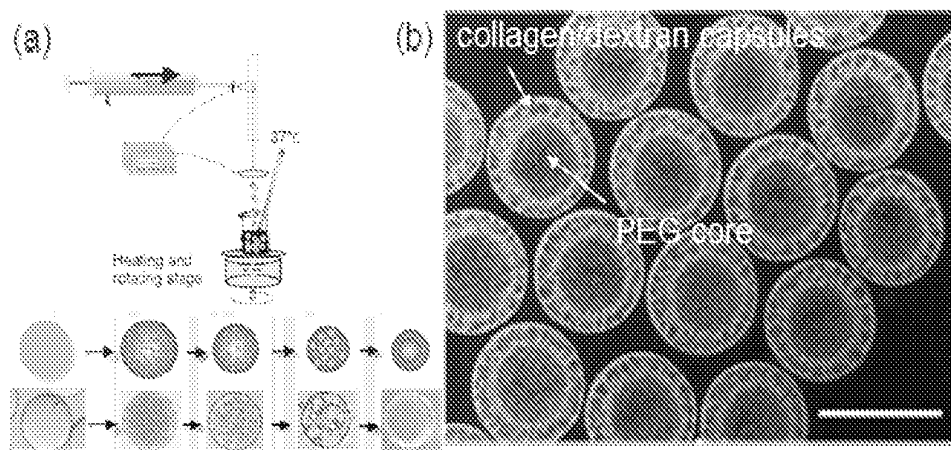 (a)
37°C
Heating and
rotating stage
(b)
collagen/dextran capsules
PEG core